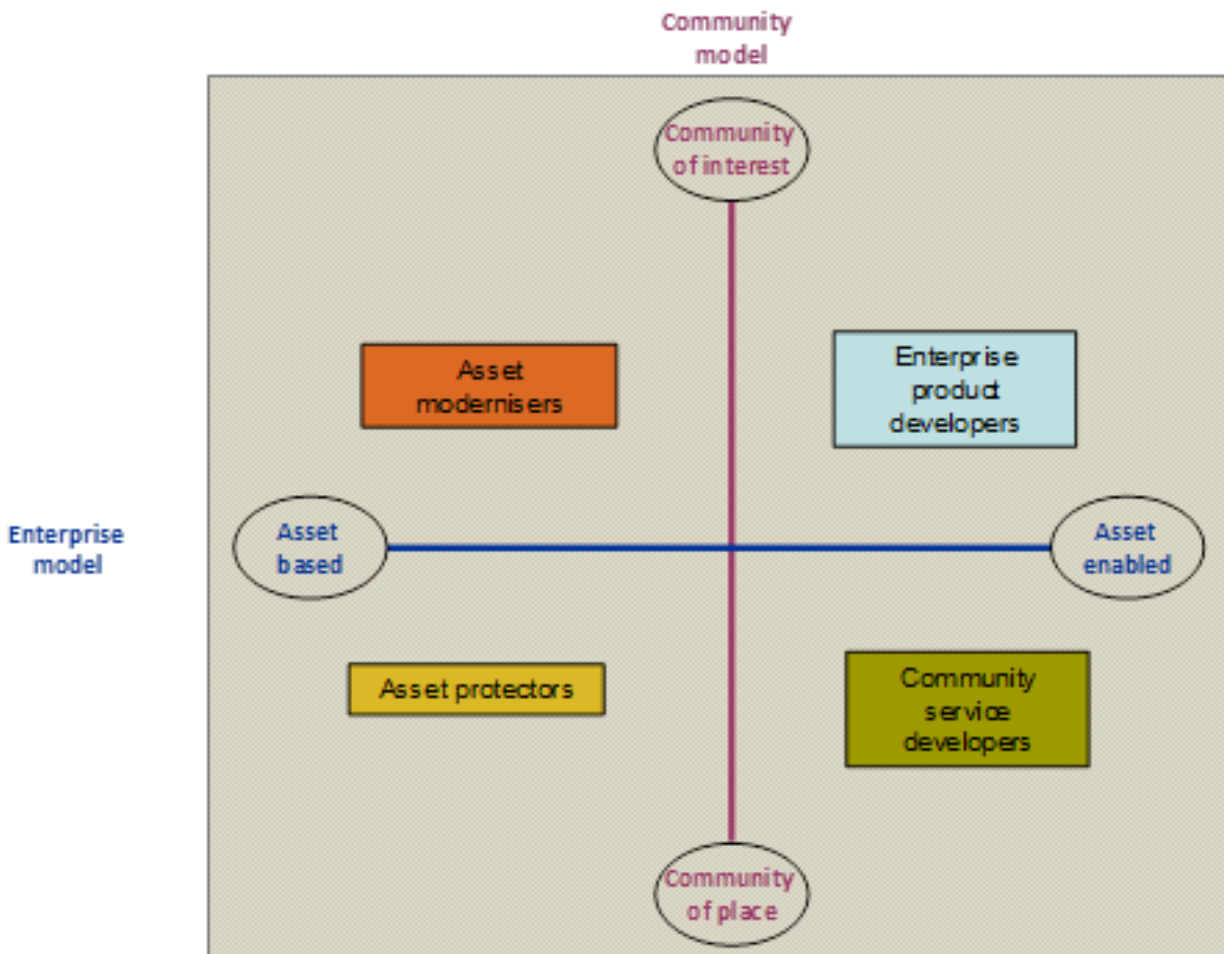 Community
model
Community
of interest
Asset
modernisers
Enterprise
product
developers
Enterprise
model
Asset
based
Asset
enabled
Asset protectors
Community
service
developers
Community
of place